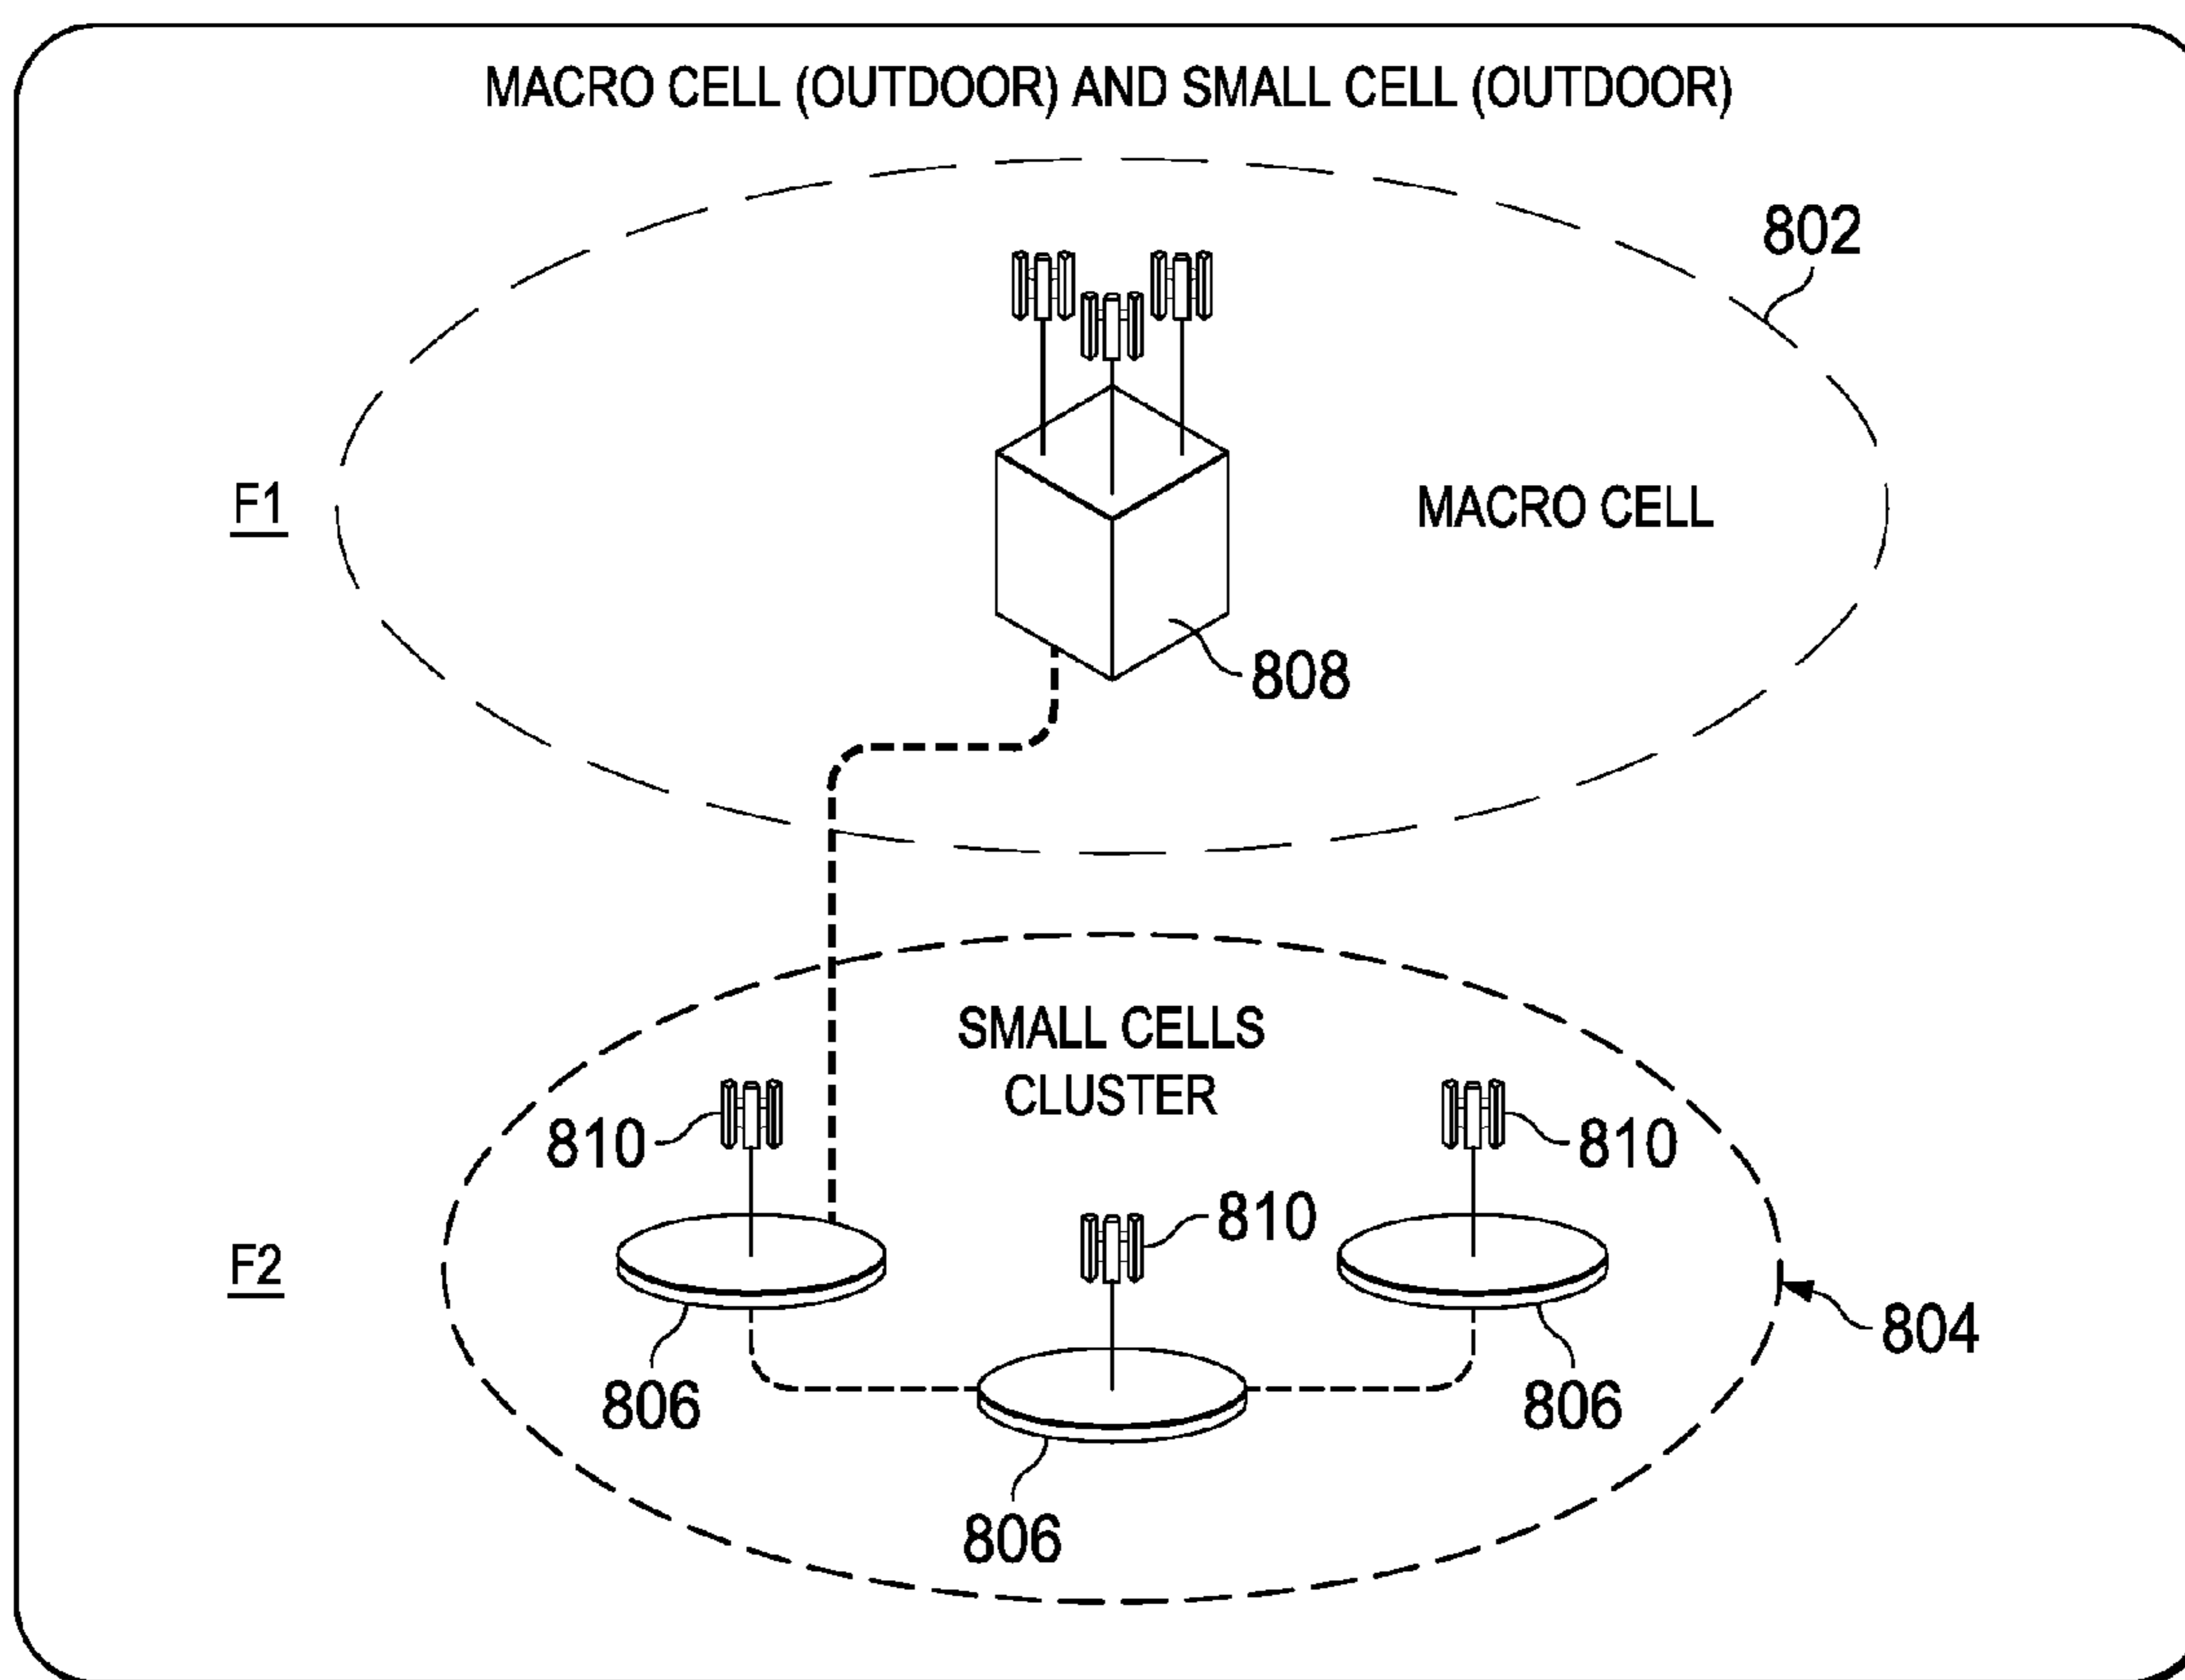 MACRO CELL (OUTDOOR) AND SMALL CELL (OUTDOOR)
802
F1
MACRO CELL
808
SMALL CELLS
CLUSTER
810
810
810
F2
804
806
806
806